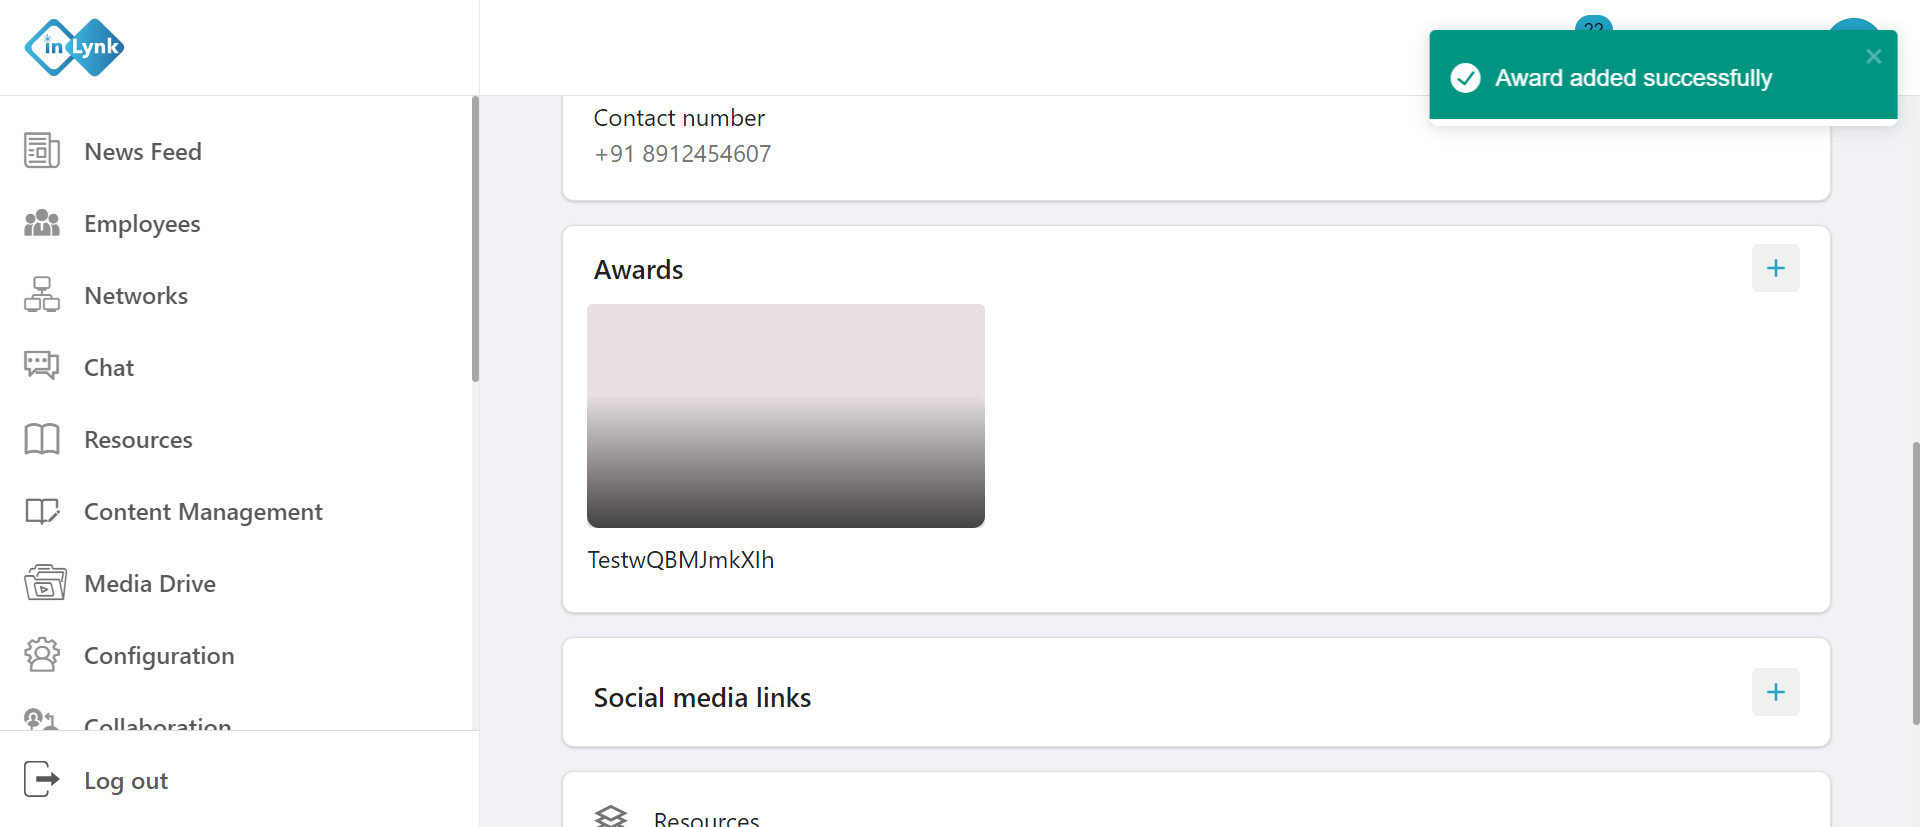 in Lynk
22
Award added successfully
News Feed
Employees
Networks
Chat
Resources
Content Management
Media Drive
Configuration
Collaboration
Log out
Contact number
+91 8912454607
Awards
TestwQBMJmkXIh
Social media links
Resources